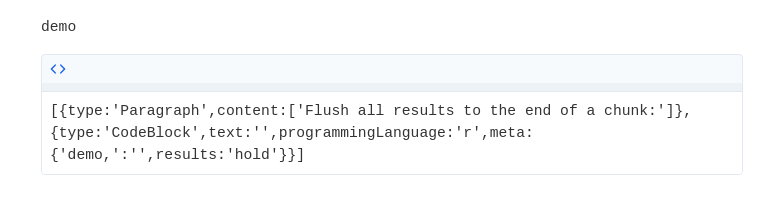 demo
[{type:'Paragraph',content:['Flush all results to the end of a chunk:']},
{type:'CodeBlock',text:'',programmingLanguage:'r',meta:
{'demo,':'',results:'hold'}}]